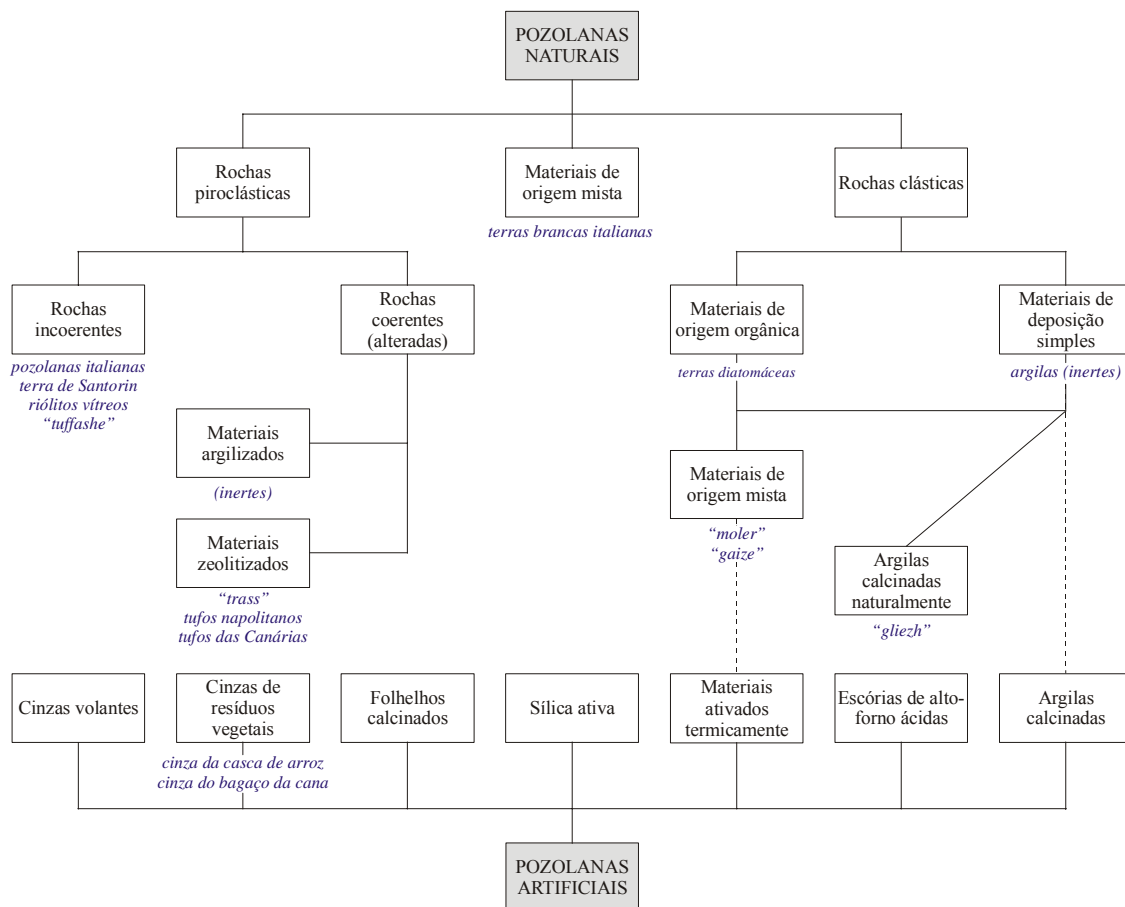 POZOLANAS
NATURAIS
Rochas
piroclásticas
Materiais de
origem mista
terras brancas italianas
Rochas clásticas
Rochas
incoerentes
pozolanas italianas
terra de Santorin
riólitos vítreos
“tuffashe”
Rochas
coerentes
(alteradas)
Materiais de
origem orgânica
terras diatomáceas
Materiais de
deposição
simples
argilas (inertes)
Materiais
argilizados
(inertes)
Materiais de
origem mista
“moler”
“gaize”
Materiais
zeolitizados
“trass”
tufos napolitanos
tufos das Canárias
Argilas
calcinadas
naturalmente
“gliezh”
Cinzas volantes
Cinzas de
resíduos
vegetais
cinza da casca de arroz
cinza do bagaço da cana
Folhelhos
calcinados
Sílica ativa
Materiais
ativados
termicamente
Escórias de alto-
forno ácidas
Argilas
calcinadas
POZOLANAS
ARTIFICIAIS